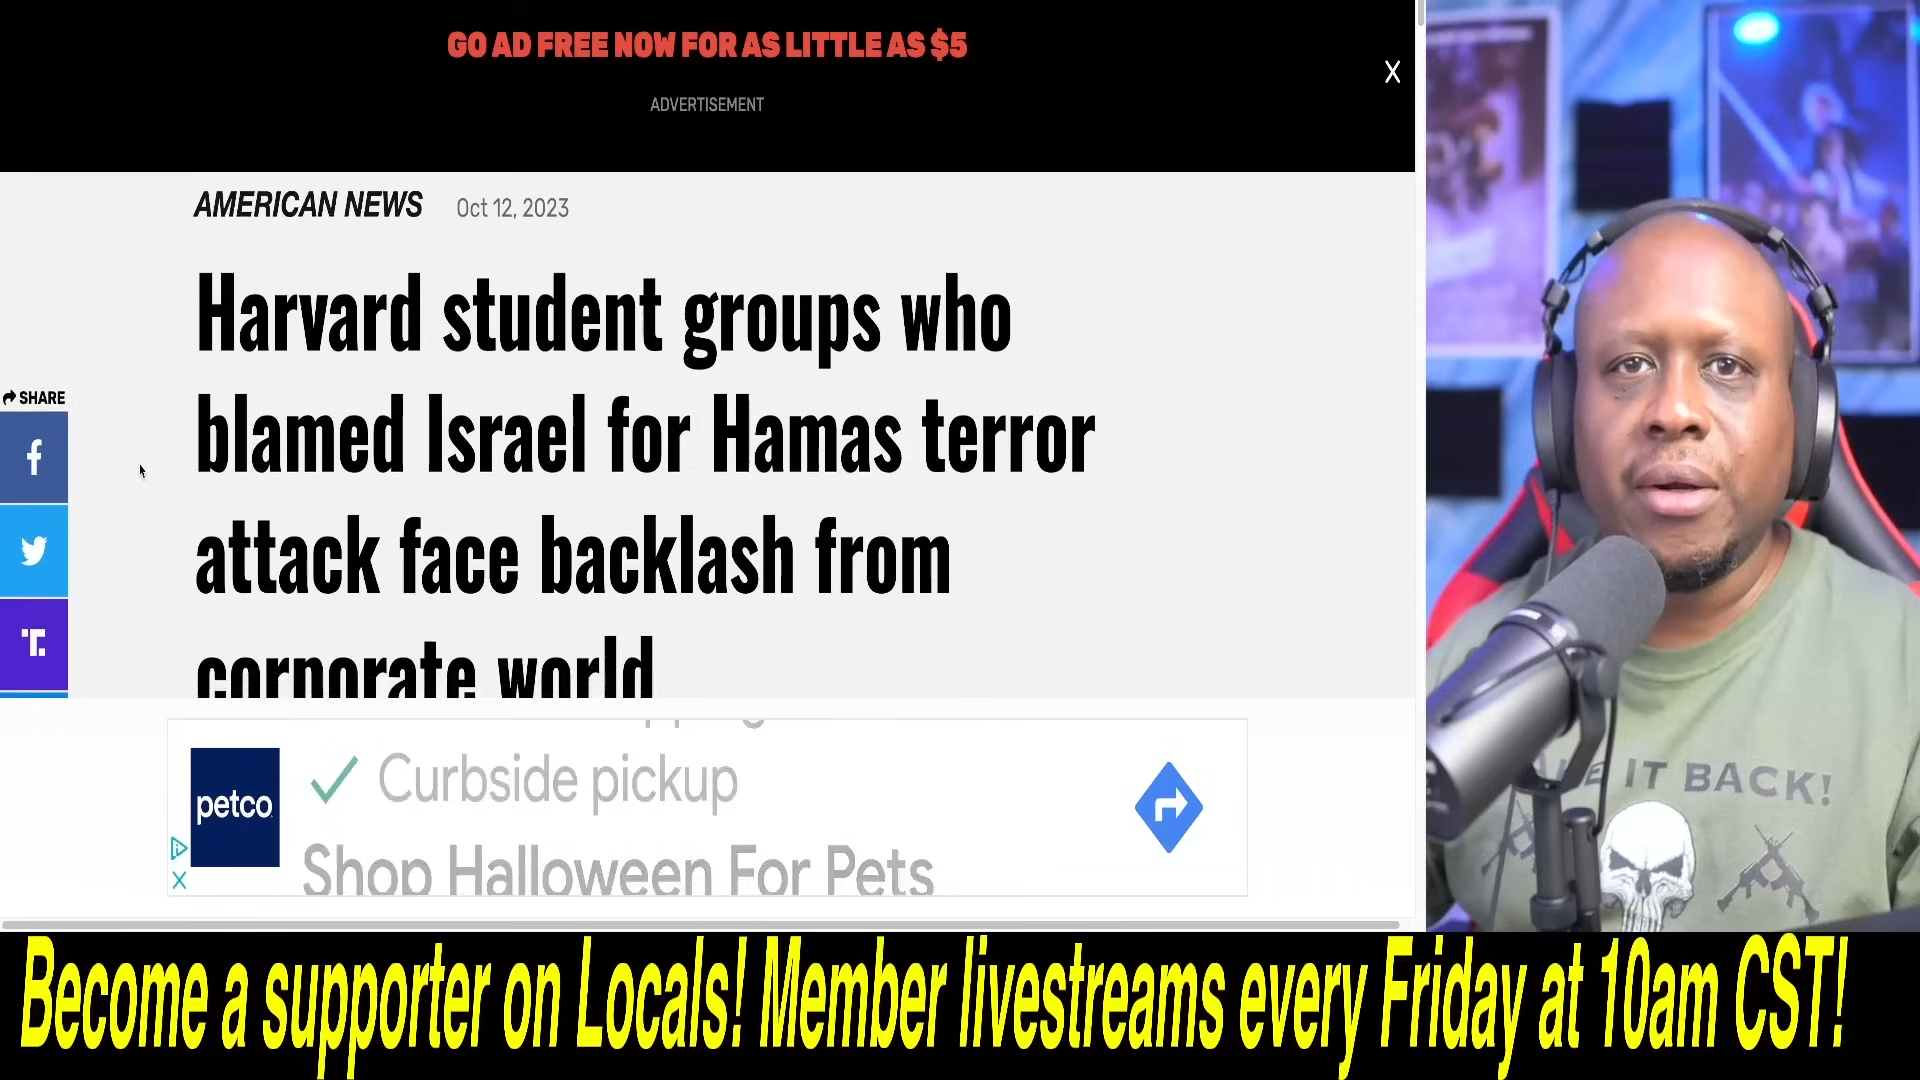 GO AD FREE NOW FOR AS LITTLE AS $5
X
ADVERTISEMENT
AMERICAN NEWS Oct 12, 2023
Harvard student groups who
blamed Israel for Hamas terror
attack face backlash from
corporate world
SHARE
petco
Curbside pickup
Shop Halloween For Pets
IT BACK!
Become a supporter on Locals! Member livestreams every Friday at 10am CST!